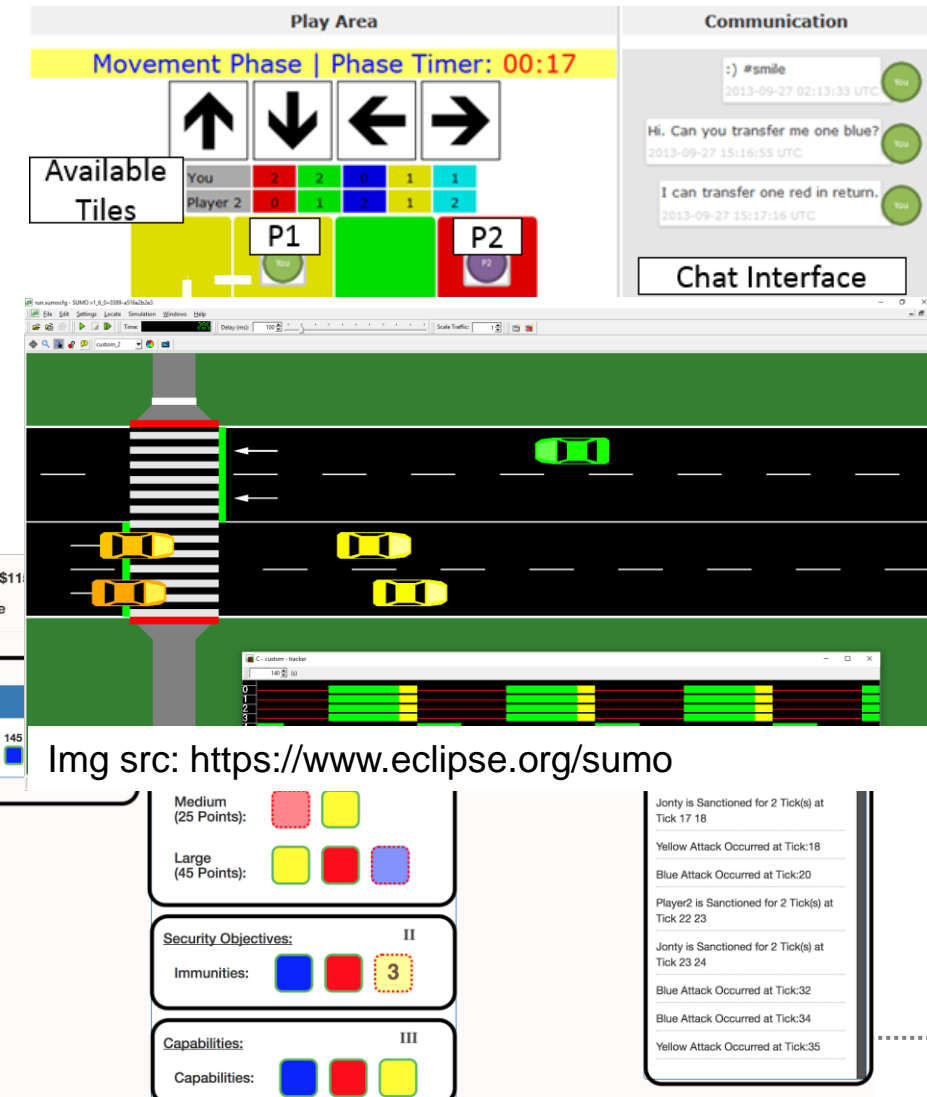 Play Area
Communication
Movement Phase | Phase Timer: 00:17
:) #smile
2013-09-27 02:13:33 UTC
You
Hi. Can you transfer me one blue?
2013-09-27 15:16:55 UTC
You
I can transfer one red in return.
2013-09-27 15:17:16 UTC
You
Available
Tiles
You 2 2 0 1 1
Player 2 0 1 2 1 2
P1
P2
You
P2
Chat Interface
File Edit Settings Locate Simulation Windows Help
Time:
Delay (ms): 100
Scale Traffic: 1
custom_2
$11
e
C - custom - tracker
140 (s)
0
1
2
3
145
Img src: https://www.eclipse.org/sumo
Medium
(25 Points):
Large
(45 Points):
Security Objectives: II
Immunities: 3
Capabilities: III
Capabilities:
Jonty is Sanctioned for 2 Tick(s) at
Tick 17 18
Yellow Attack Occurred at Tick:18
Blue Attack Occurred at Tick:20
Player2 is Sanctioned for 2 Tick(s) at
Tick 22 23
Jonty is Sanctioned for 2 Tick(s) at
Tick 23 24
Blue Attack Occurred at Tick:32
Blue Attack Occurred at Tick:34
Yellow Attack Occurred at Tick:35